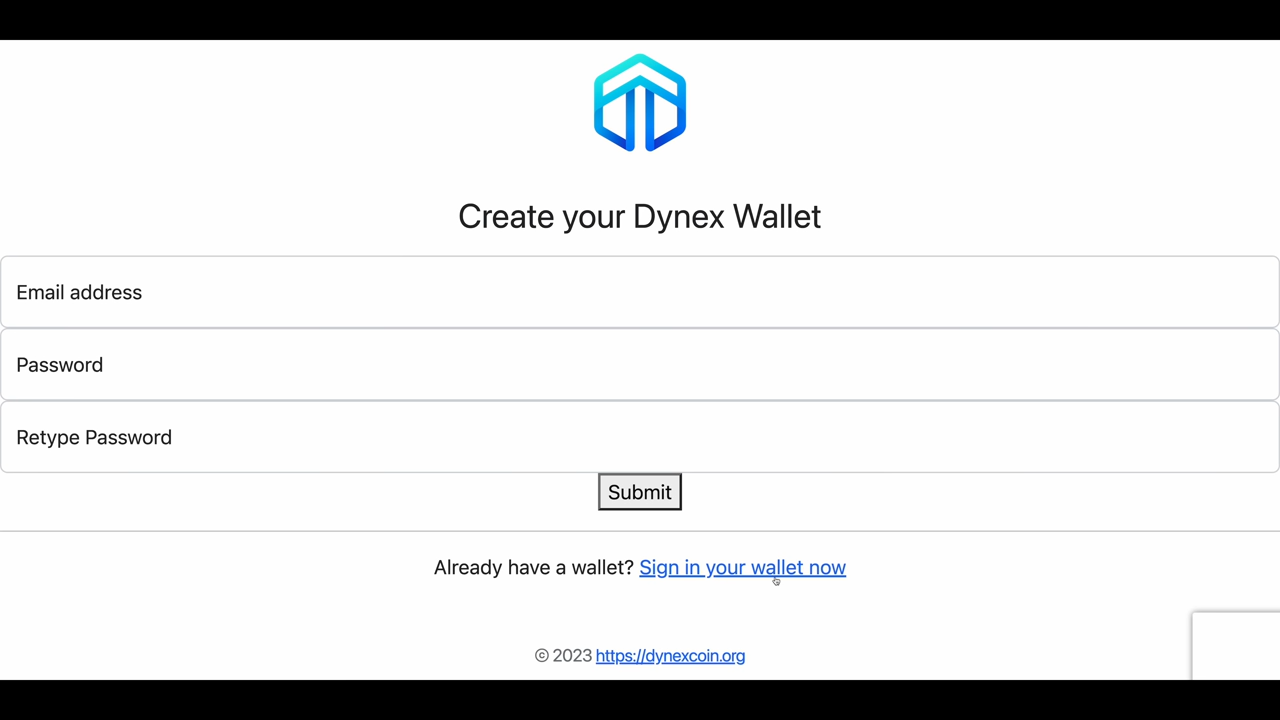 Create your Dynex Wallet
Email address
Password
Retype Password
Submit
Already have a wallet? Sign in your wallet now
© 2023 https://dynexcoin.org